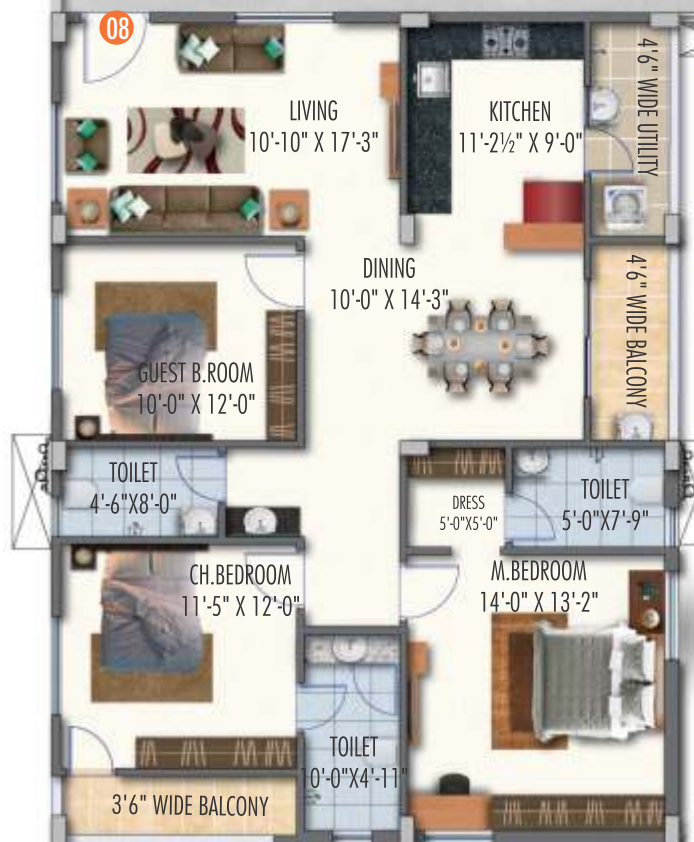 08
LIVING
10'-10" X 17'-3"
KITCHEN
11'-2½" X 9'-0"
4'6" WIDE UTILITY
DINING
10'-0" X 14'-3"
4'6" WIDE BALCONY
GUEST B.ROOM
10'-0" X 12'-0"
TOILET
4'-6"X8'-0"
DRESS
5'-0"X5'-0"
TOILET
5'-0"X7'-9"
CH.BEDROOM
11'-5" X 12'-0"
M.BEDROOM
14'-0" X 13'-2"
TOILET
10'-0"X4'-11"
3'6" WIDE BALCONY